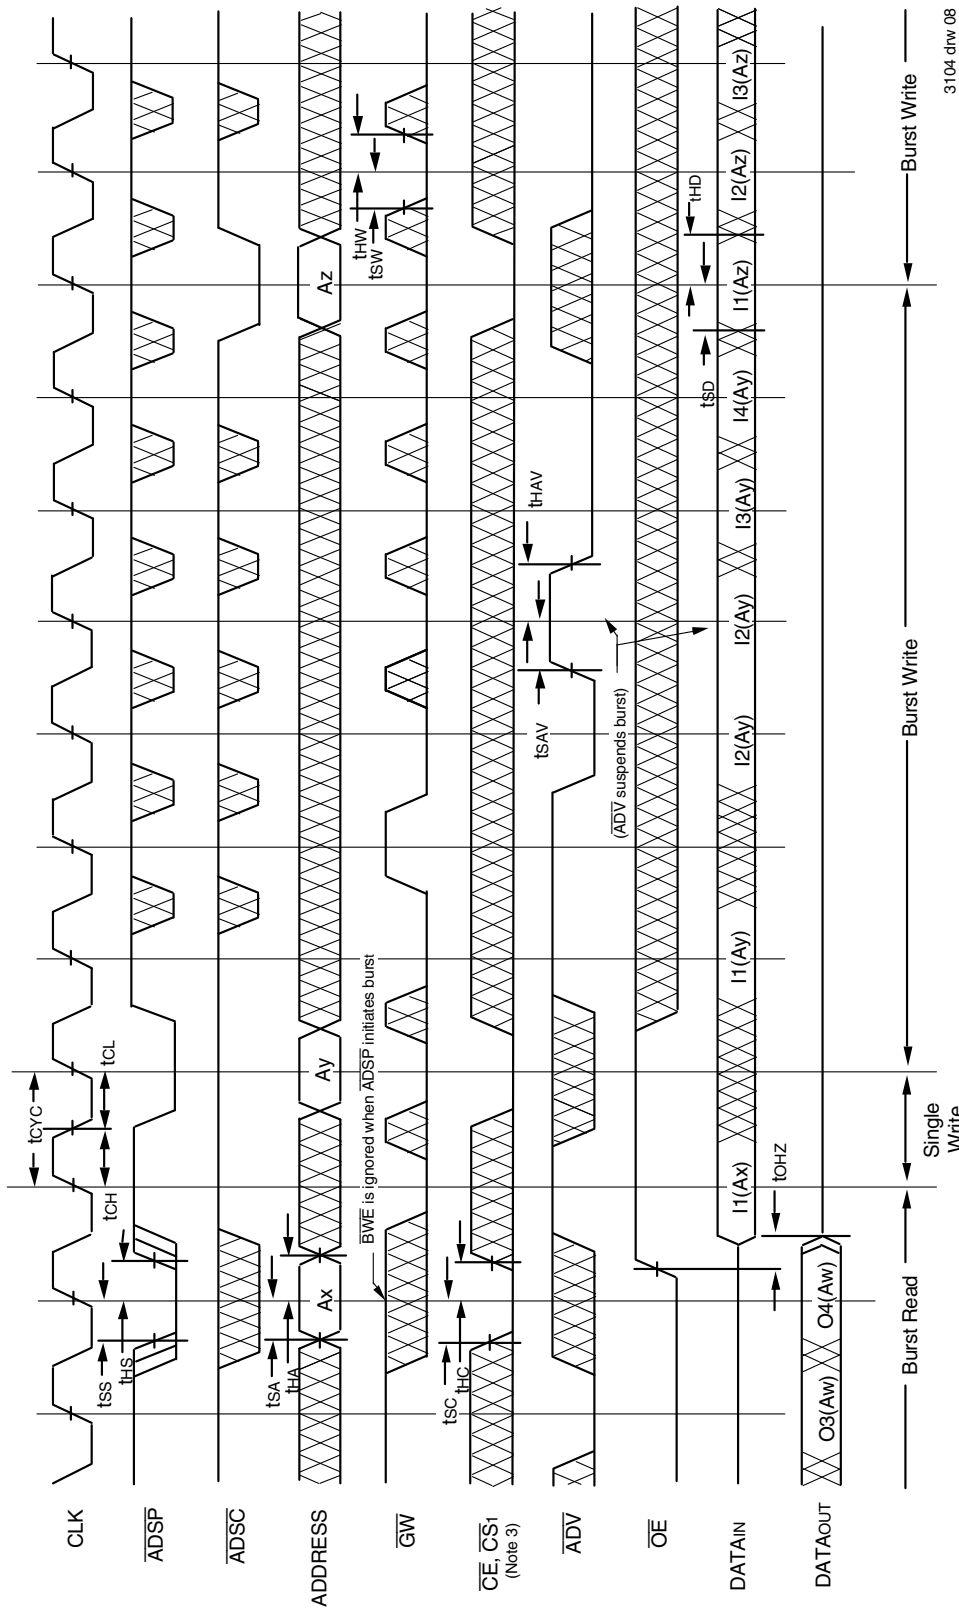 CLK
tCYC
tCH
tCL
ADSP
tSS
tHS
ADSC
ADDRESS
tSA
tHA
Ax
Ay
Az
GW
BWE is ignored when ADSP initiates burst
tHW
tSW
CE, CS1
(Note 3)
tSC
tHC
ADV
tSAV
tHAV
(ADV suspends burst)
OE
DATAIN
I1(Ax)
I1(Ay)
I2(Ay)
I2(Ay)
I3(Ay)
I4(Ay)
I1(Az)
I2(Az)
I3(Az)
tSD
tHD
tOHZ
DATAOUT
O3(Aw)
O4(Aw)
Burst Read
Single
Write
Burst Write
Burst Write
3104 drw 08